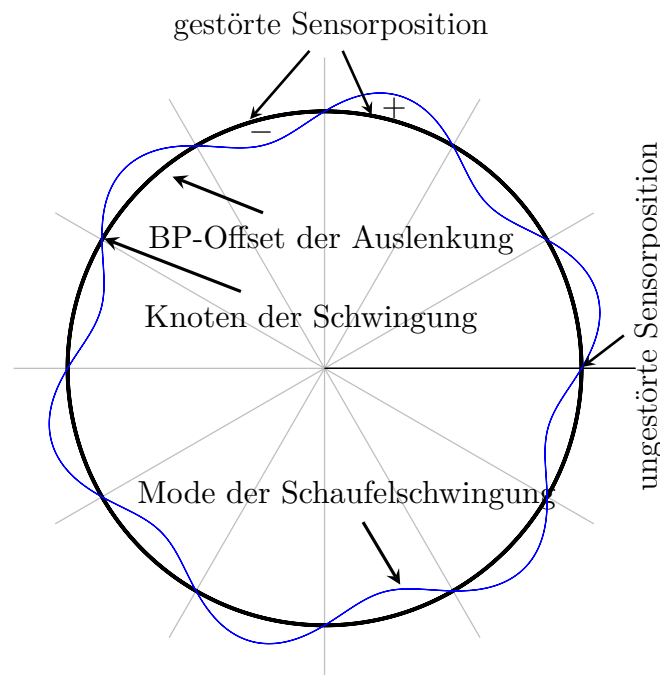 gestörte Sensorposition
+
−
BP-Offset der Auslenkung
Knoten der Schwingung
ungestörte Sensorposition
Mode der Schaufelschwingung